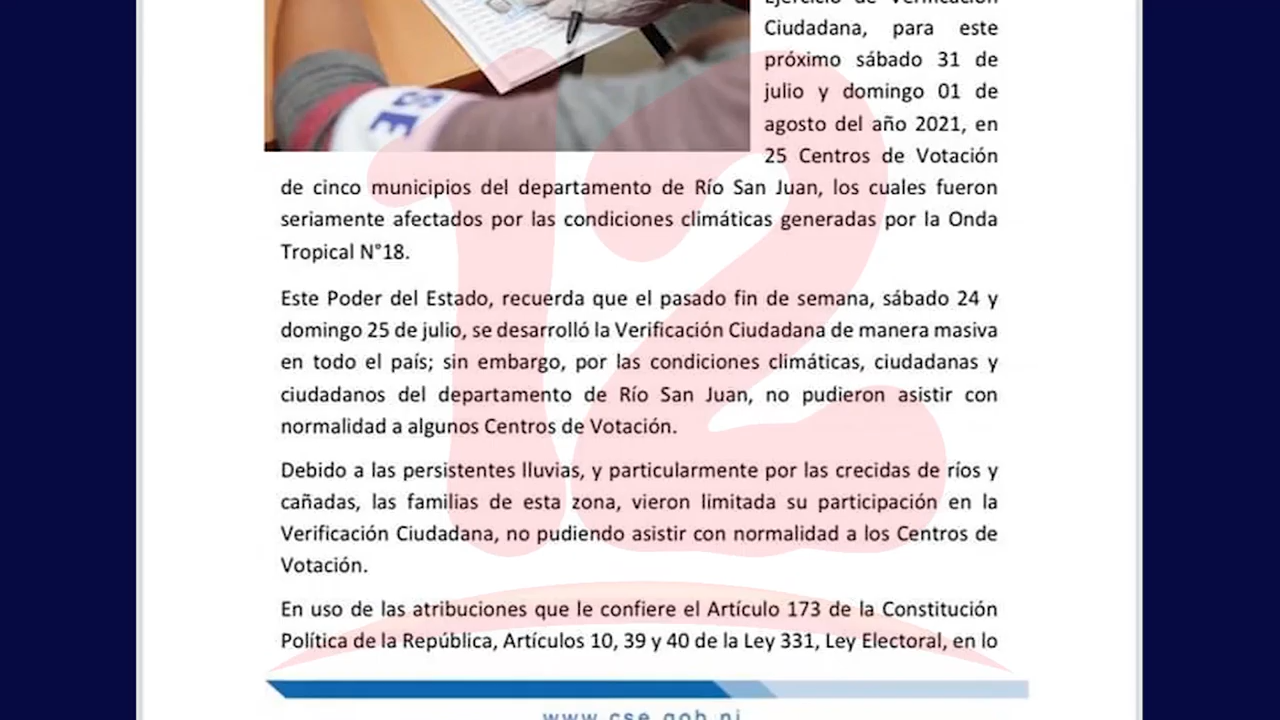 Ejercicio de Verificación
Ciudadana, para este
próximo sábado 31 de
julio y domingo 01 de
agosto del año 2021, en
25 Centros de Votación
de cinco municipios del departamento de Río San Juan, los cuales fueron
seriamente afectados por las condiciones climáticas generadas por la Onda
Tropical N°18.
Este Poder del Estado, recuerda que el pasado fin de semana, sábado 24 y
domingo 25 de julio, se desarrolló la Verificación Ciudadana de manera masiva
en todo el país; sin embargo, por las condiciones climáticas, ciudadanas y
ciudadanos del departamento de Río San Juan, no pudieron asistir con
normalidad a algunos Centros de Votación.
Debido a las persistentes lluvias, y particularmente por las crecidas de ríos y
cañadas, las familias de esta zona, vieron limitada su participación en la
Verificación Ciudadana, no pudiendo asistir con normalidad a los Centros de
Votación.
En uso de las atribuciones que le confiere el Artículo 173 de la Constitución
Política de la República, Artículos 10, 39 y 40 de la Ley 331, Ley Electoral, en lo
www.cse.gob.ni
SE
12